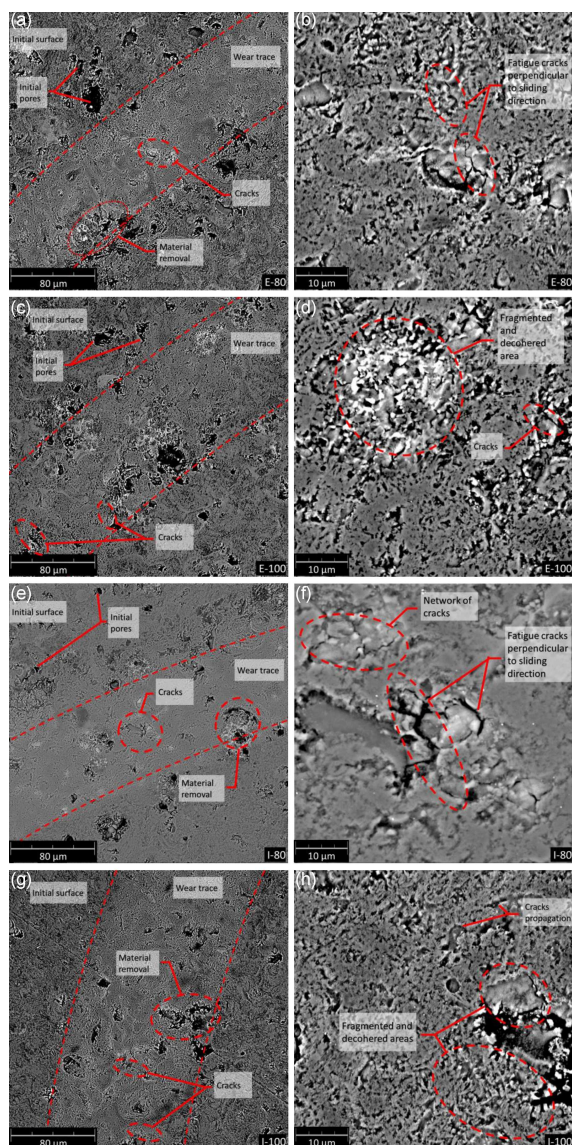 (a)
Initial surface
Wear trace
Initial
pores
Cracks
Material
removal
80 µm
E-80
(b)
Fatigue cracks
perpendicular
to sliding
direction
10 µm
E-80
(c)
Initial surface
Wear trace
Initial
pores
Cracks
80 µm
E-100
(d)
Fragmented
and
decohered
area
Cracks
10 µm
E-100
(e)
Initial surface
Initial
pores
Wear trace
Cracks
Material
removal
80 µm
I-80
(f)
Network of
cracks
Fatigue cracks
perpendicular
to sliding
direction
10 µm
I-80
(g)
Initial surface
Wear trace
Material
removal
Cracks
80 µm
I-100
(h)
Cracks
propagation
Fragmented and
decohered areas
10 µm
I-100